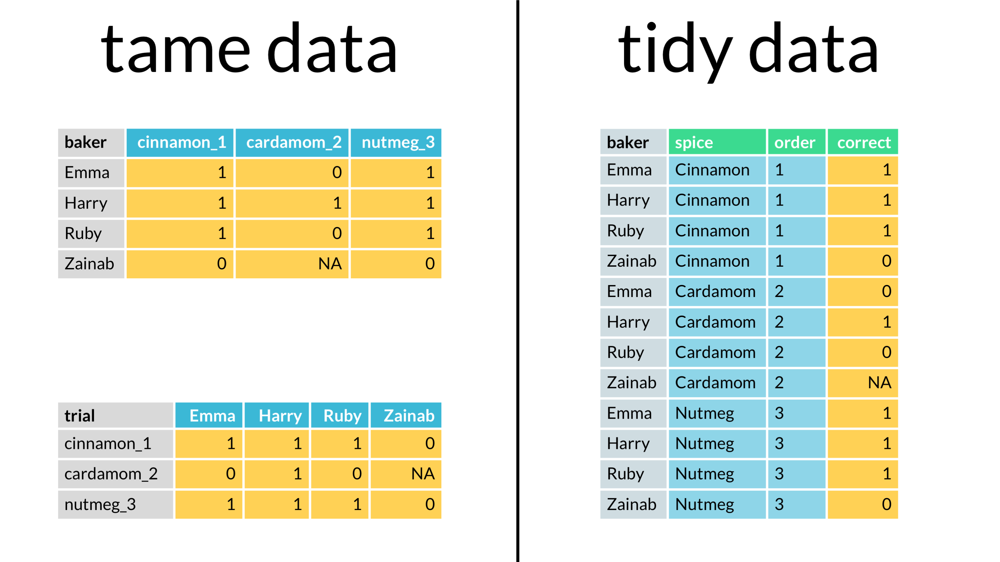 tame data
baker cinnamon_1 cardamom_2 nutmeg_3
Emma 1 0 1
Harry 1 1 1
Ruby 1 0 1
Zainab 0 NA 0
trial Emma Harry Ruby Zainab
cinnamon_1 1 1 1 0
cardamom_2 0 1 0 NA
nutmeg_3 1 1 1 0
tidy data
baker spice order correct
Emma Cinnamon 1 1
Harry Cinnamon 1 1
Ruby Cinnamon 1 1
Zainab Cinnamon 1 0
Emma Cardamom 2 0
Harry Cardamom 2 1
Ruby Cardamom 2 0
Zainab Cardamom 2 NA
Emma Nutmeg 3 1
Harry Nutmeg 3 1
Ruby Nutmeg 3 1
Zainab Nutmeg 3 0